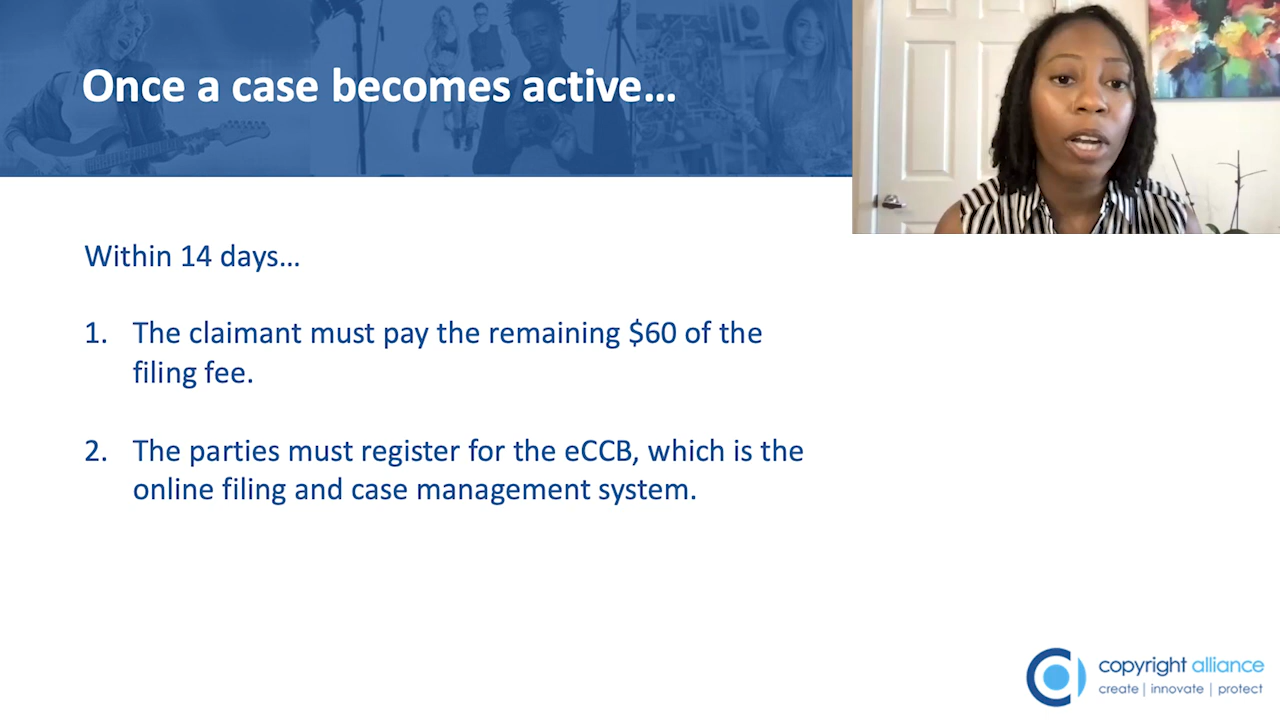 Once a case becomes active...
Within 14 days...
1. The claimant must pay the remaining $60 of the
filing fee.
2. The parties must register for the eCCB, which is the
online filing and case management system.
copyright alliance
create | innovate | protect